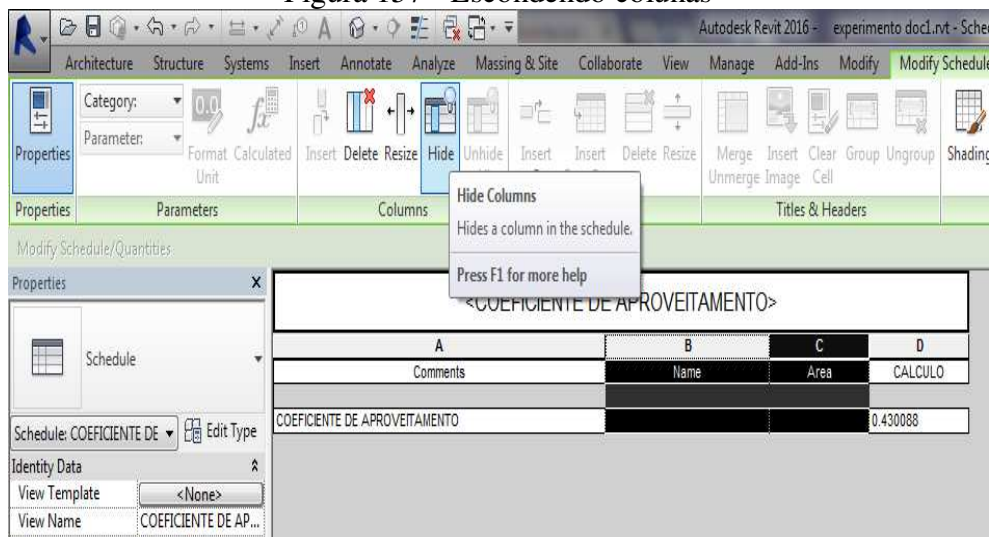 Figura 157 - Escondendo colunas
Autodesk Revit 2016 - experimento doc1.rvt - Sche
Architecture Structure Systems Insert Annotate Analyze Massing & Site Collaborate View Manage Add-Ins Modify Modify Schedule
Properties
Category:
Parameter:
Format Unit
Calculated
Insert
Delete
Resize
Hide
Unhide
Insert
Insert
Delete
Resize
Merge Unmerge
Insert Image
Clear Cell
Group
Ungroup
Shading
Properties Parameters Columns Titles & Headers
Hide Columns
Hides a column in the schedule.
Press F1 for more help
Modify Schedule/Quantities
Properties X
Schedule
Schedule: COEFICIENTE DE
Edit Type
Identity Data
View Template <None>
View Name COEFICIENTE DE AP...
<COEFICIENTE DE APROVEITAMENTO>
A B C D
Comments Name Area CALCULO
COEFICIENTE DE APROVEITAMENTO 0.430088